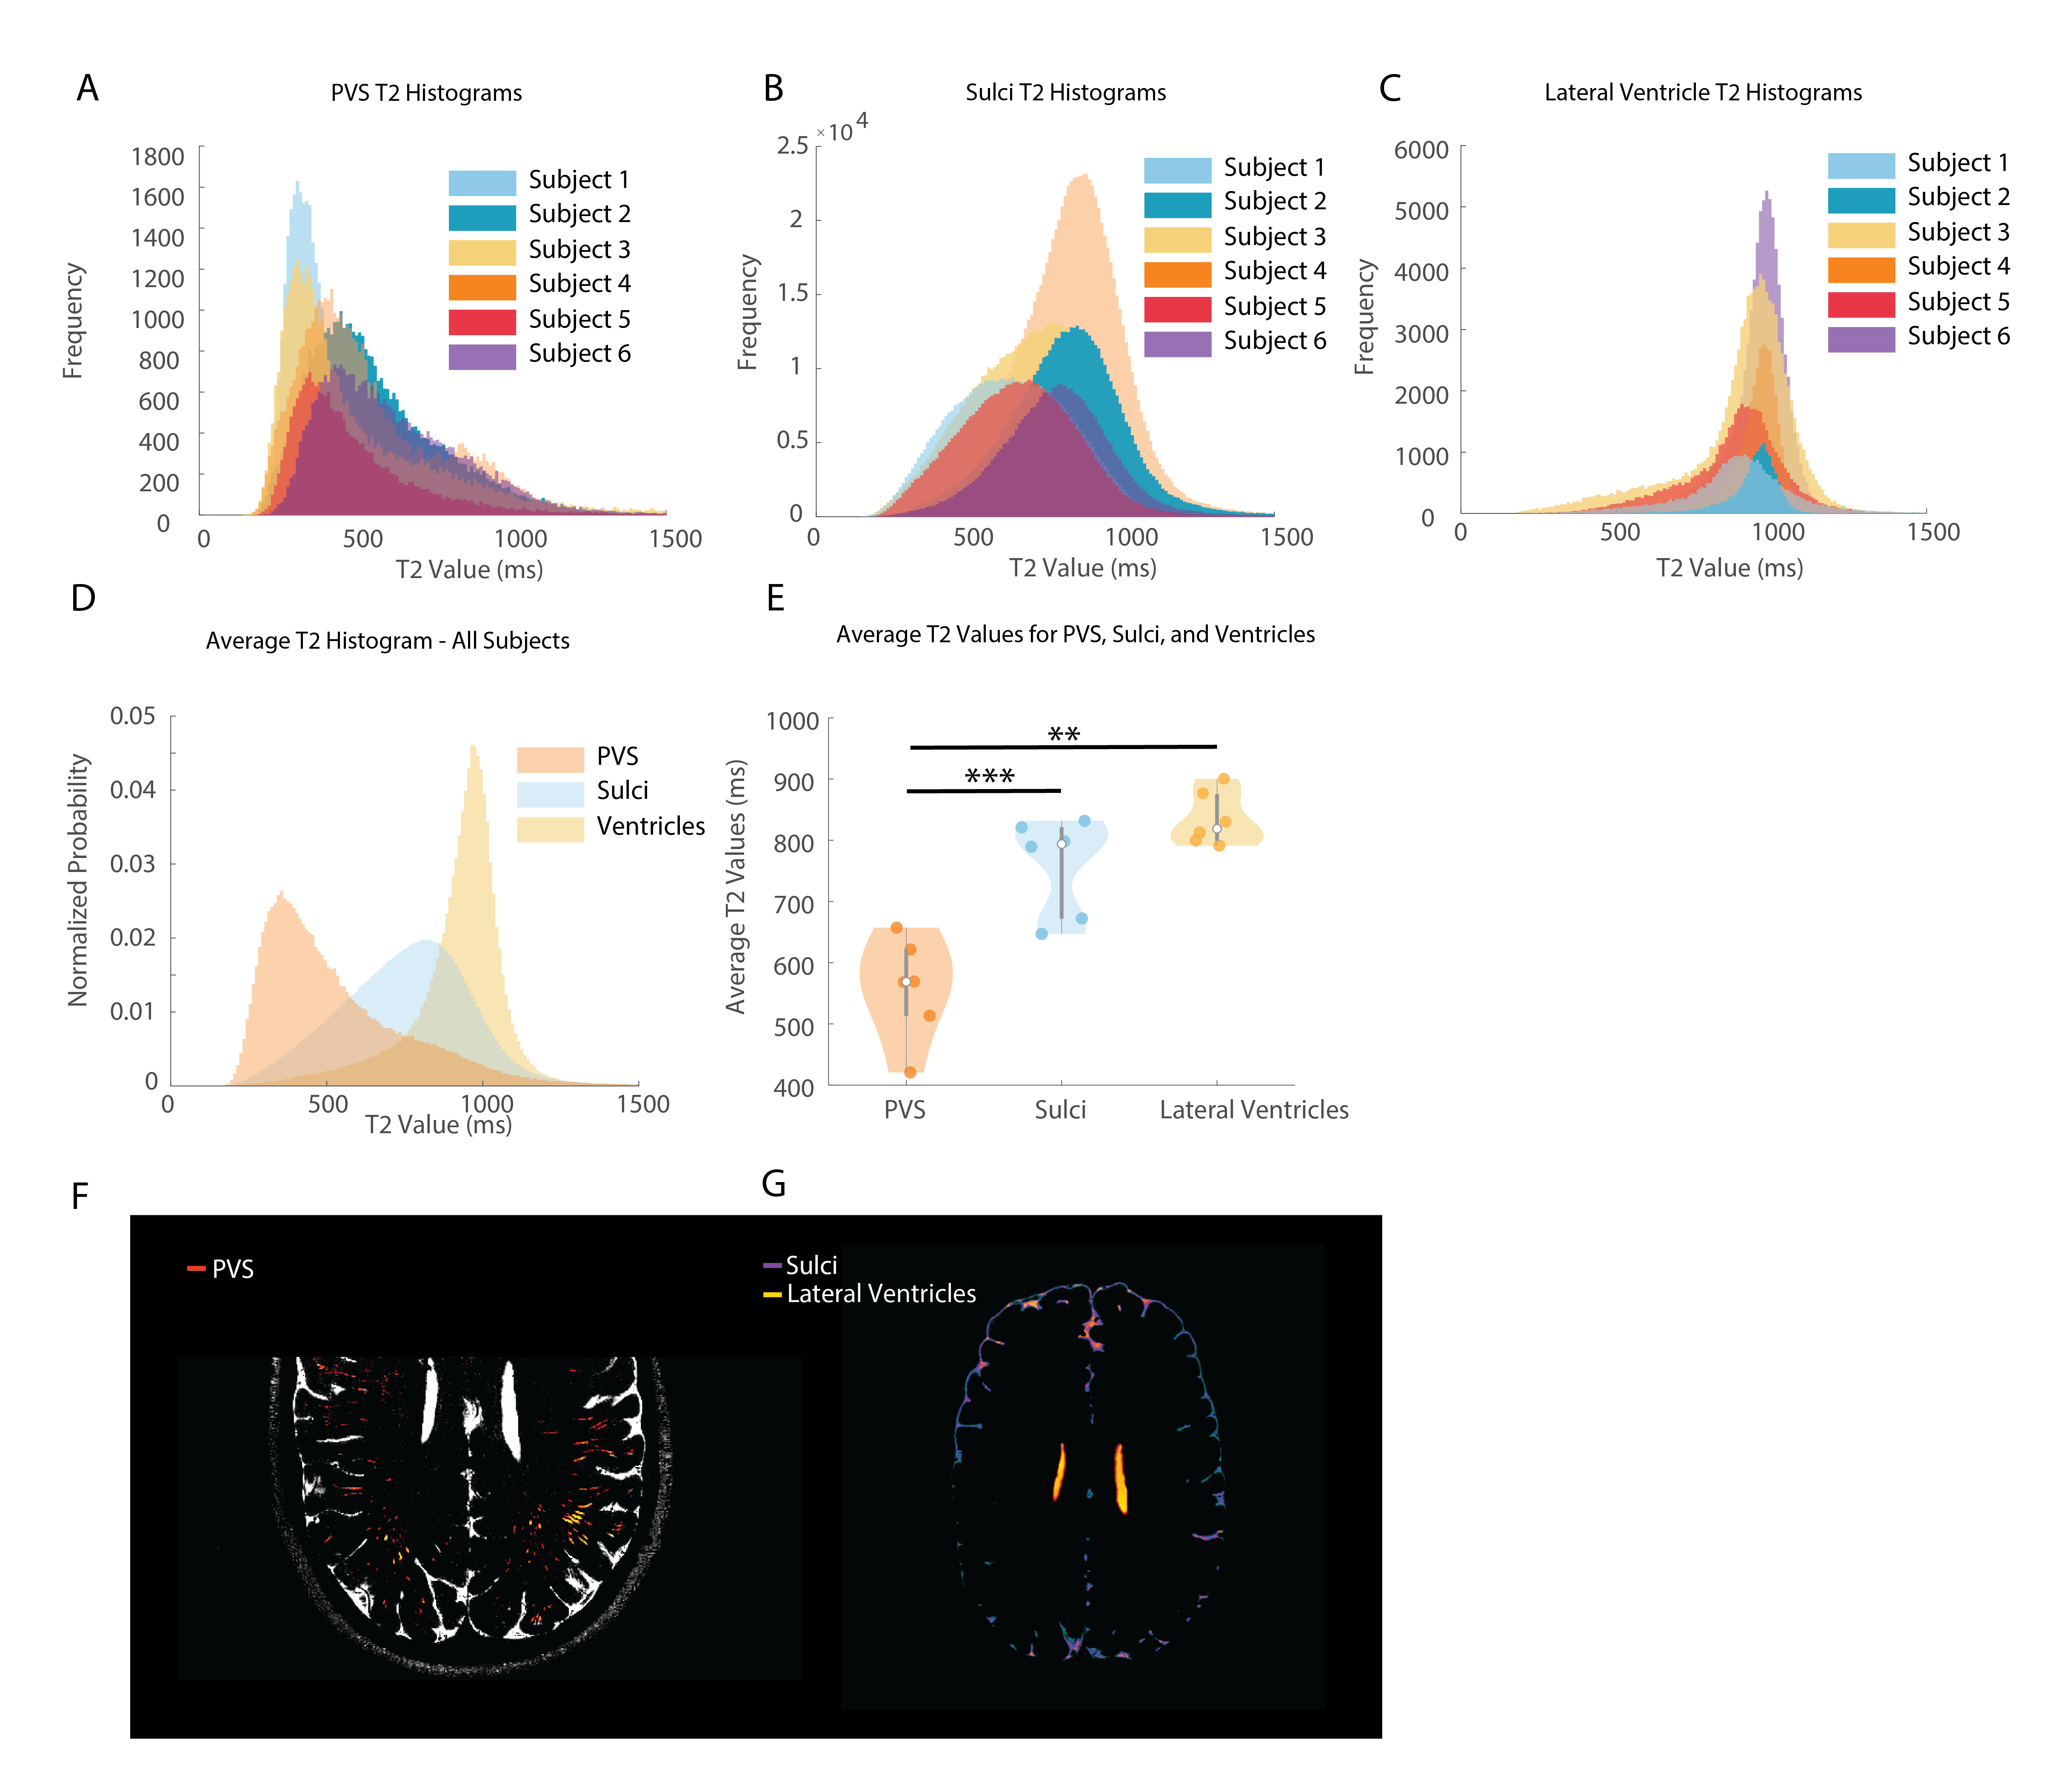 A
PVS T2 Histograms
Frequency
1800
1600
1400
1200
1000
800
600
400
200
0
0 500 1000 1500
T2 Value (ms)
Subject 1
Subject 2
Subject 3
Subject 4
Subject 5
Subject 6
B
Sulci T2 Histograms
×10^4
Frequency
2.5
2
1.5
1
0.5
0
0 500 1000 1500
T2 Value (ms)
Subject 1
Subject 2
Subject 3
Subject 4
Subject 5
Subject 6
C
Lateral Ventricle T2 Histograms
Frequency
6000
5000
4000
3000
2000
1000
0
0 500 1000 1500
T2 Value (ms)
Subject 1
Subject 2
Subject 3
Subject 4
Subject 5
Subject 6
D
Average T2 Histogram - All Subjects
Normalized Probability
0.05
0.04
0.03
0.02
0.01
0
0 500 1000 1500
T2 Value (ms)
PVS
Sulci
Ventricles
E
Average T2 Values for PVS, Sulci, and Ventricles
Average T2 Values (ms)
1000
900
800
700
600
500
400
**
***
PVS Sulci Lateral Ventricles
F
PVS
G
Sulci
Lateral Ventricles